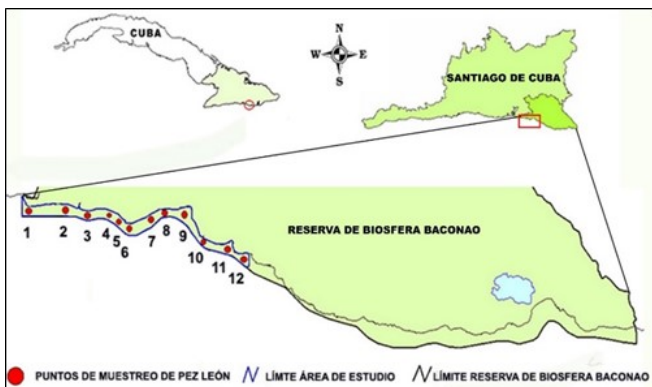 CUBA
N
W E
S
SANTIAGO DE CUBA
RESERVA DE BIOSFERA BACONAO
1 2 3 4 5 6 7 8 9 10 11 12
PUNTOS DE MUESTREO DE PEZ LEÓN LÍMTE ÁREA DE ESTUDIO LÍMITE RESERVA DE BIOSFERA BACONAO